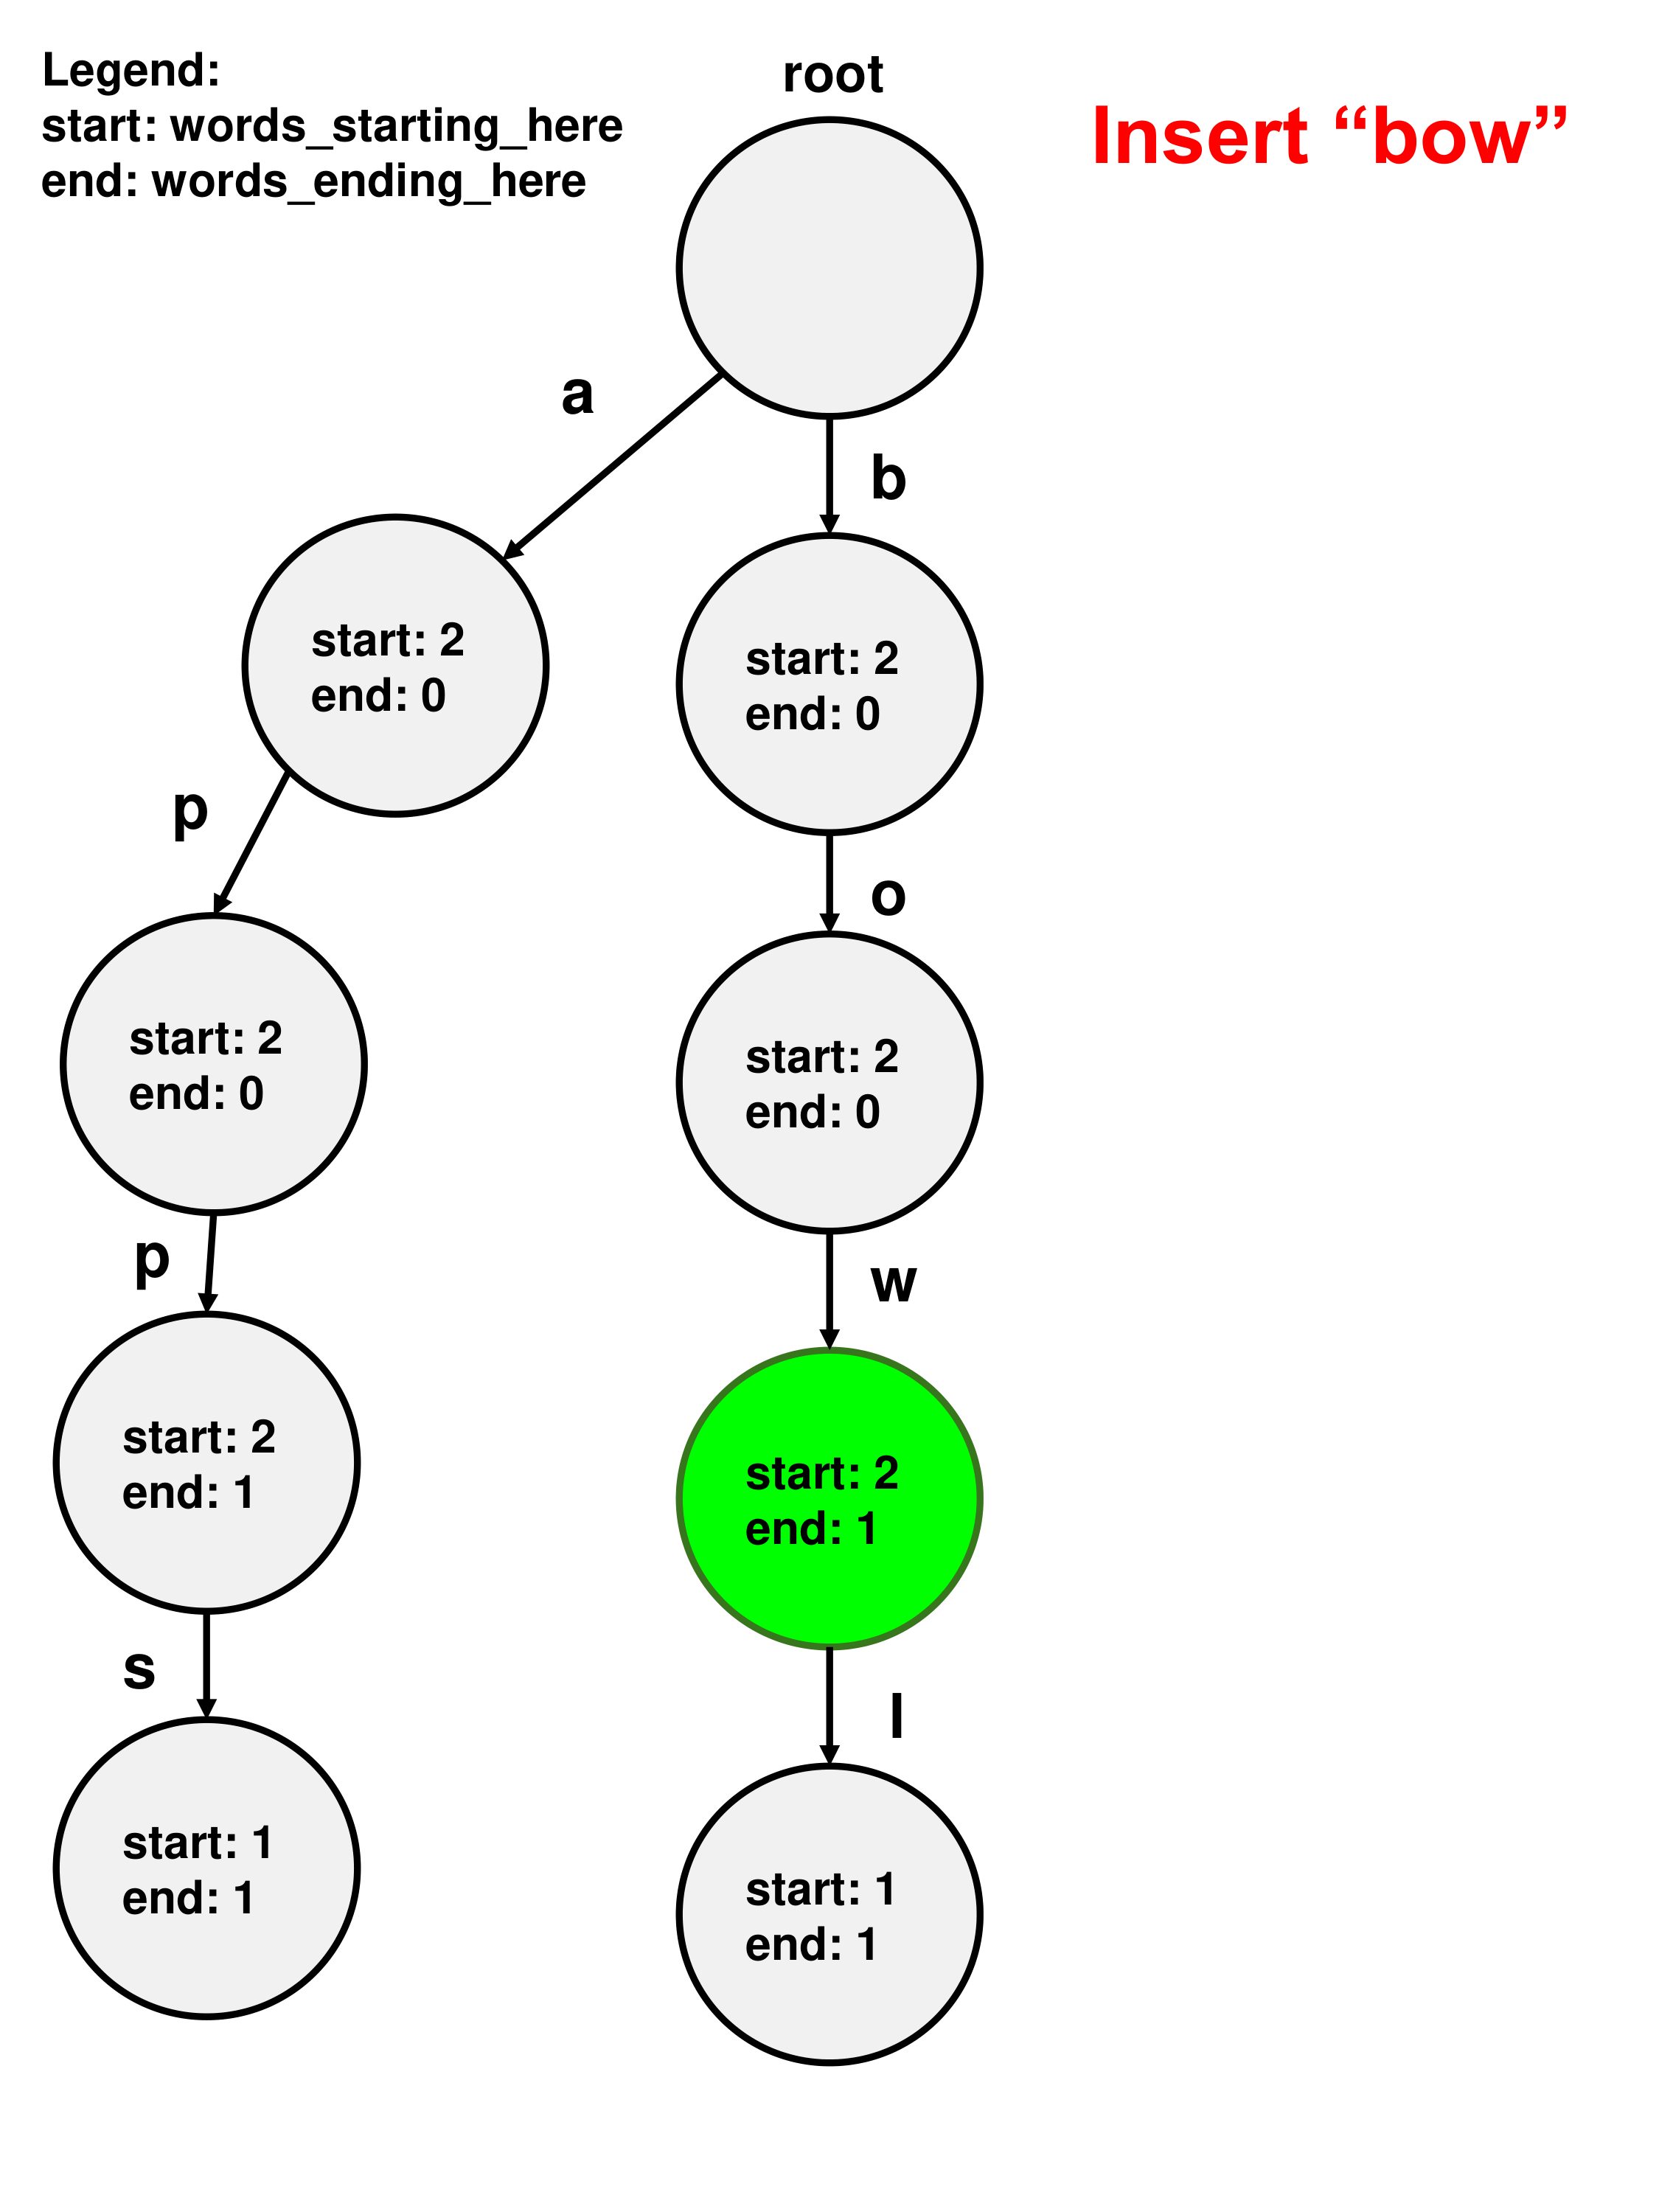 Legend:
start: words_starting_here
end: words_ending_here
root
Insert “bow”
a
b
start: 2
end: 0
start: 2
end: 0
p
o
start: 2
end: 0
start: 2
end: 0
p
w
start: 2
end: 1
start: 2
end: 1
s
l
start: 1
end: 1
start: 1
end: 1